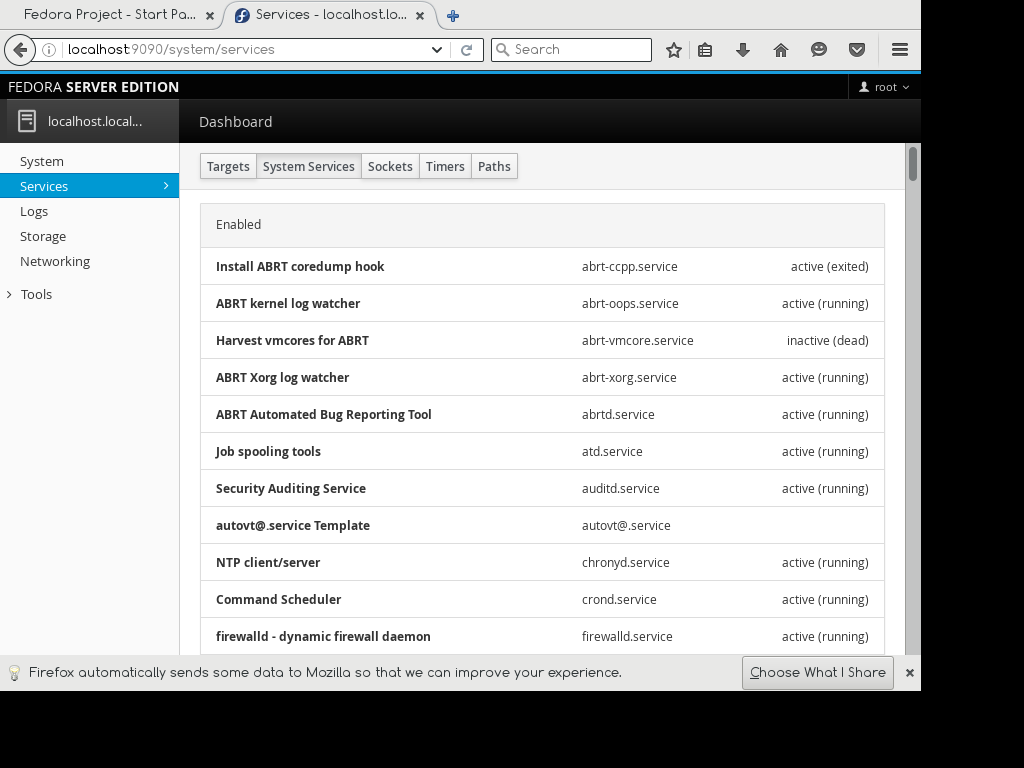 Fedora Project - Start Pa... × Services - localhost.lo... ×
localhost:9090/system/services Search
FEDORA SERVER EDITION root
localhost.local... Dashboard
System
Services
Logs
Storage
Networking
Tools
Targets System Services Sockets Timers Paths
Enabled
Install ABRT coredump hook abrt-ccpp.service active (exited)
ABRT kernel log watcher abrt-oops.service active (running)
Harvest vmcores for ABRT abrt-vmcore.service inactive (dead)
ABRT Xorg log watcher abrt-xorg.service active (running)
ABRT Automated Bug Reporting Tool abrtd.service active (running)
Job spooling tools atd.service active (running)
Security Auditing Service auditd.service active (running)
autovt@.service Template autovt@.service
NTP client/server chronyd.service active (running)
Command Scheduler crond.service active (running)
firewalld - dynamic firewall daemon firewalld.service active (running)
Firefox automatically sends some data to Mozilla so that we can improve your experience. Choose What I Share ×